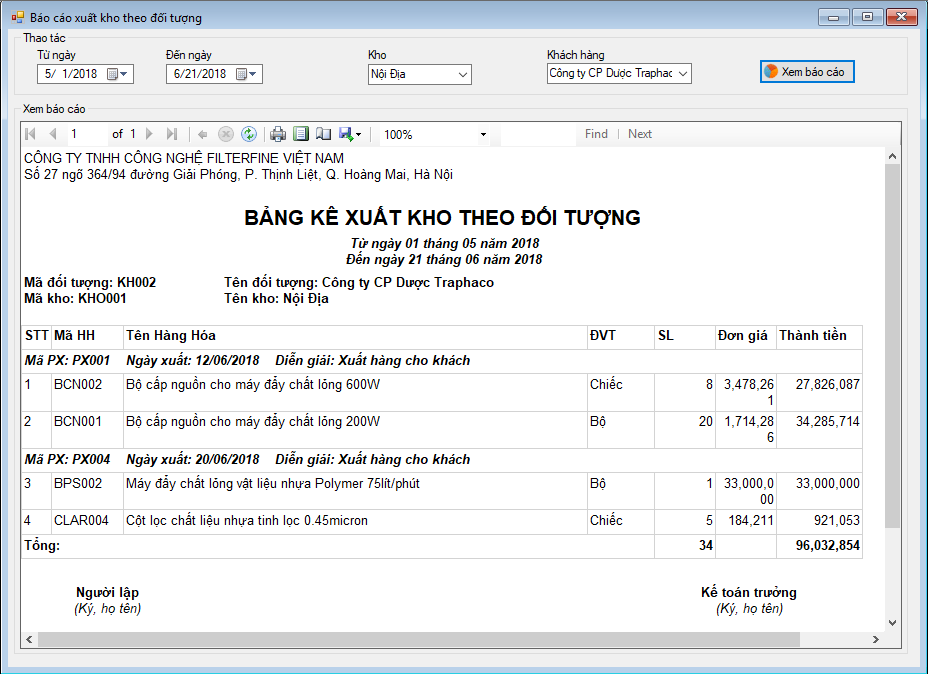 Báo cáo xuất kho theo đối tượng
Thao tác
Từ ngày Đến ngày Kho Khách hàng
5/ 1/2018 6/21/2018 Nội Địa Công ty CP Dược Traphac Xem báo cáo
Xem báo cáo
1 of 1 100% Find | Next
CÔNG TY TNHH CÔNG NGHỆ FILTERFINE VIỆT NAM
Số 27 ngõ 364/94 đường Giải Phóng, P. Thịnh Liệt, Q. Hoàng Mai, Hà Nội
BẢNG KÊ XUẤT KHO THEO ĐỐI TƯỢNG
Từ ngày 01 tháng 05 năm 2018
Đến ngày 21 tháng 06 năm 2018
Mã đối tượng: KH002 Tên đối tượng: Công ty CP Dược Traphaco
Mã kho: KHO001 Tên kho: Nội Địa
STT Mã HH Tên Hàng Hóa ĐVT SL Đơn giá Thành tiền
Mã PX: PX001 Ngày xuất: 12/06/2018 Diễn giải: Xuất hàng cho khách
1 BCN002 Bộ cấp nguồn cho máy đẩy chất lỏng 600W Chiếc 8 3,478,26 27,826,087
1
2 BCN001 Bộ cấp nguồn cho máy đẩy chất lỏng 200W Bộ 20 1,714,28 34,285,714
6
Mã PX: PX004 Ngày xuất: 20/06/2018 Diễn giải: Xuất hàng cho khách
3 BPS002 Máy đẩy chất lỏng vật liệu nhựa Polymer 75lít/phút Bộ 1 33,000,0 33,000,000
00
4 CLAR004 Cột lọc chất liệu nhựa tinh lọc 0.45micron Chiếc 5 184,211 921,053
Tổng: 34 96,032,854
Người lập Kế toán trưởng
(Ký, họ tên) (Ký, họ tên)